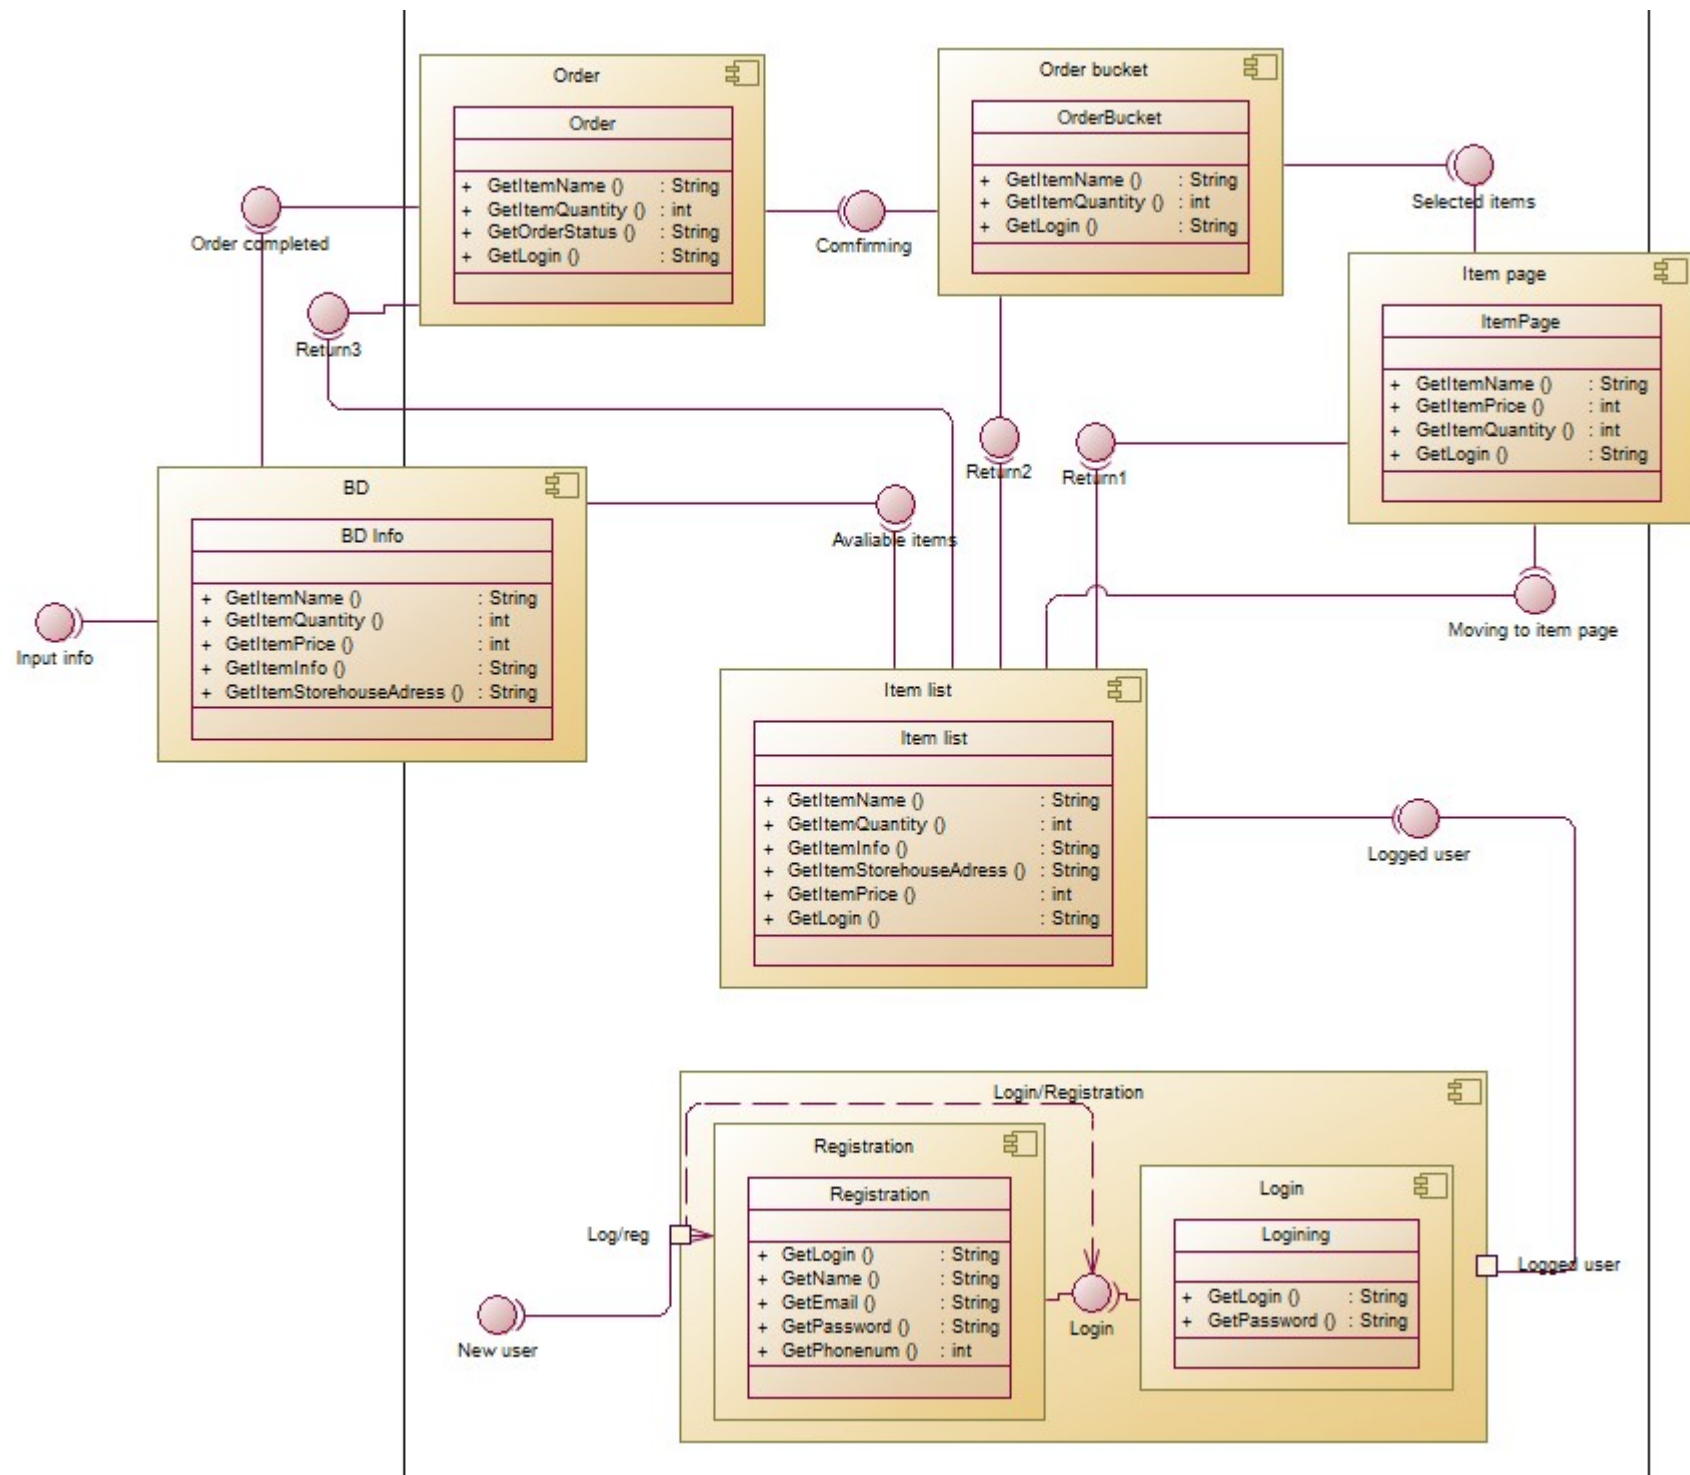 Order
Order
+ GetItemName () : String
+ GetItemQuantity () : int
+ GetOrderStatus () : String
+ GetLogin () : String
Order bucket
OrderBucket
+ GetItemName () : String
+ GetItemQuantity () : int
+ GetLogin () : String
Order completed
Comfirming
Selected items
Return3
Item page
ItemPage
+ GetItemName () : String
+ GetItemPrice () : int
+ GetItemQuantity () : int
+ GetLogin () : String
Return2
Return1
BD
BD Info
+ GetItemName () : String
+ GetItemQuantity () : int
+ GetItemPrice () : int
+ GetItemInfo () : String
+ GetItemStorehouseAdress () : String
Avaliable items
Input info
Moving to item page
Item list
Item list
+ GetItemName () : String
+ GetItemQuantity () : int
+ GetItemInfo () : String
+ GetItemStorehouseAdress () : String
+ GetItemPrice () : int
+ GetLogin () : String
Logged user
Login/Registration
Registration
Registration
+ GetLogin () : String
+ GetName () : String
+ GetEmail () : String
+ GetPassword () : String
+ GetPhonenum () : int
Log/reg
New user
Login
Login
Logining
+ GetLogin () : String
+ GetPassword () : String
Logged user